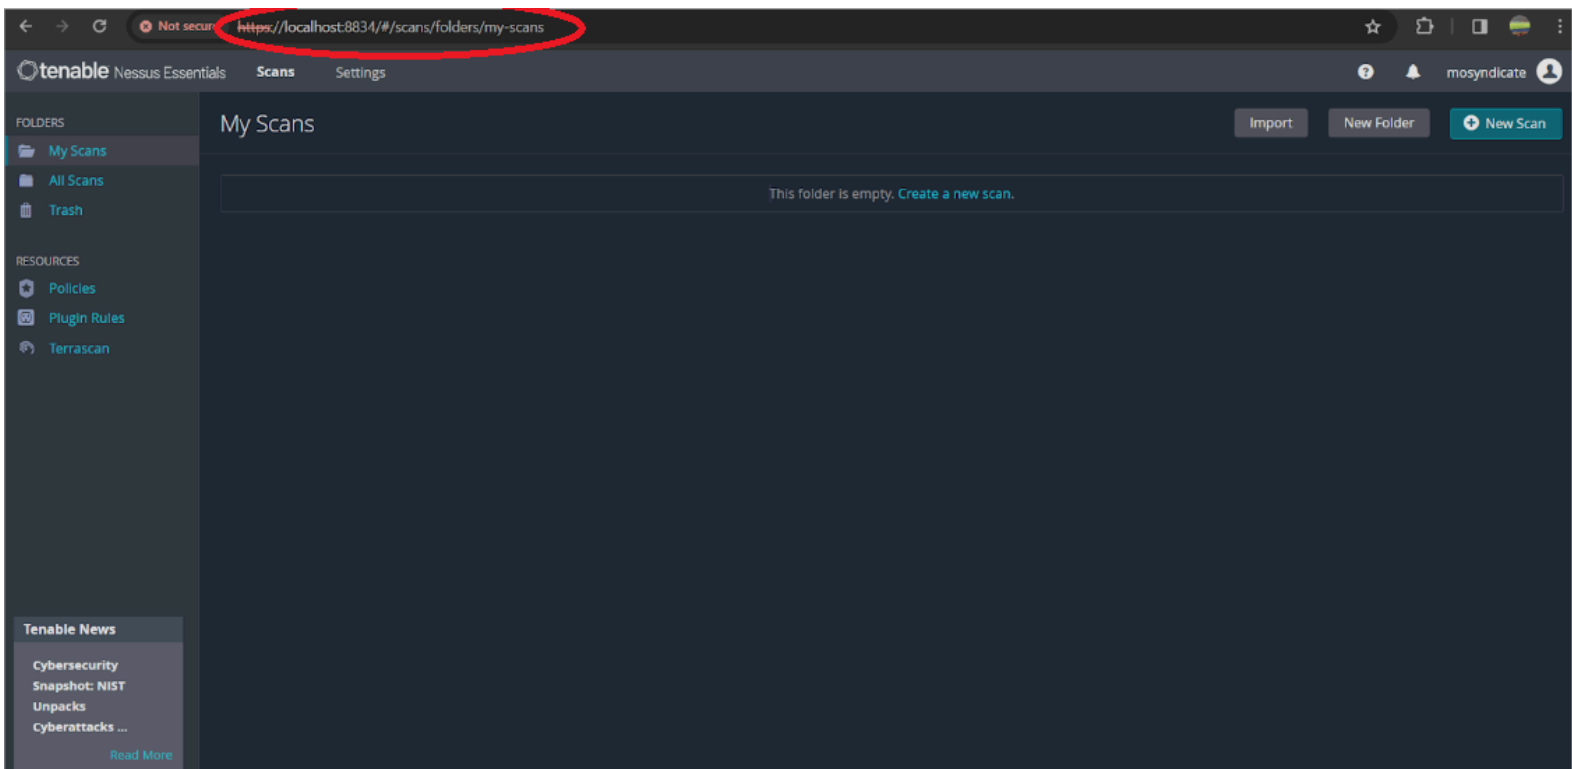 Not secure https://localhost:8834/#/scans/folders/my-scans
tenable Nessus Essentials Scans Settings mosyndicate
FOLDERS
My Scans
All Scans
Trash
RESOURCES
Policies
Plugin Rules
Terrascan
Tenable News
Cybersecurity
Snapshot: NIST
Unpacks
Cyberattacks ...
Read More
My Scans Import New Folder New Scan
This folder is empty. Create a new scan.